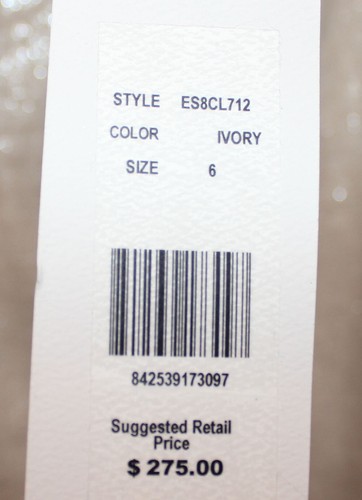 STYLE ES8CL712
COLOR IVORY
SIZE 6
842539173097
Suggested Retail
Price
$ 275.00